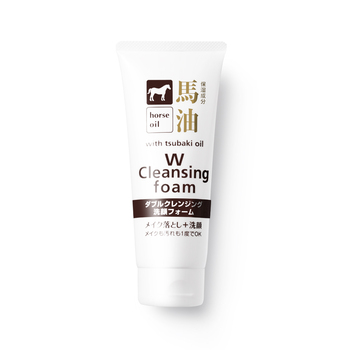 馬油
保湿成分
horse
oil
with tsubaki oil
W
Cleansing
foam
ダブルクレンジング
洗顔フォーム
メイク落とし+洗顔
メイクも汚れも1度でOK